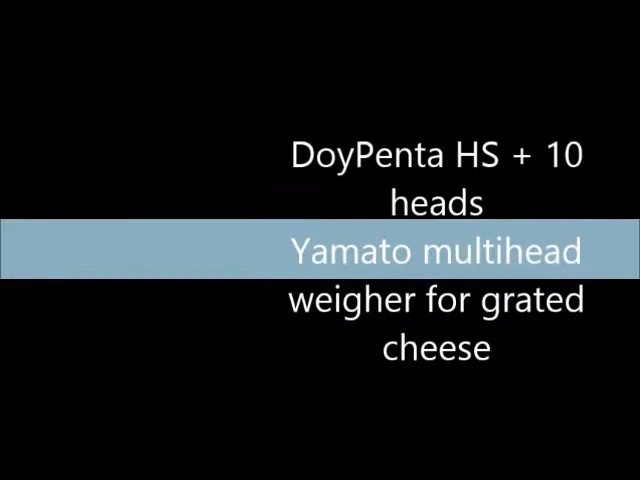 DoyPenta HS + 10
heads
Yamato multihead
weigher for grated
cheese